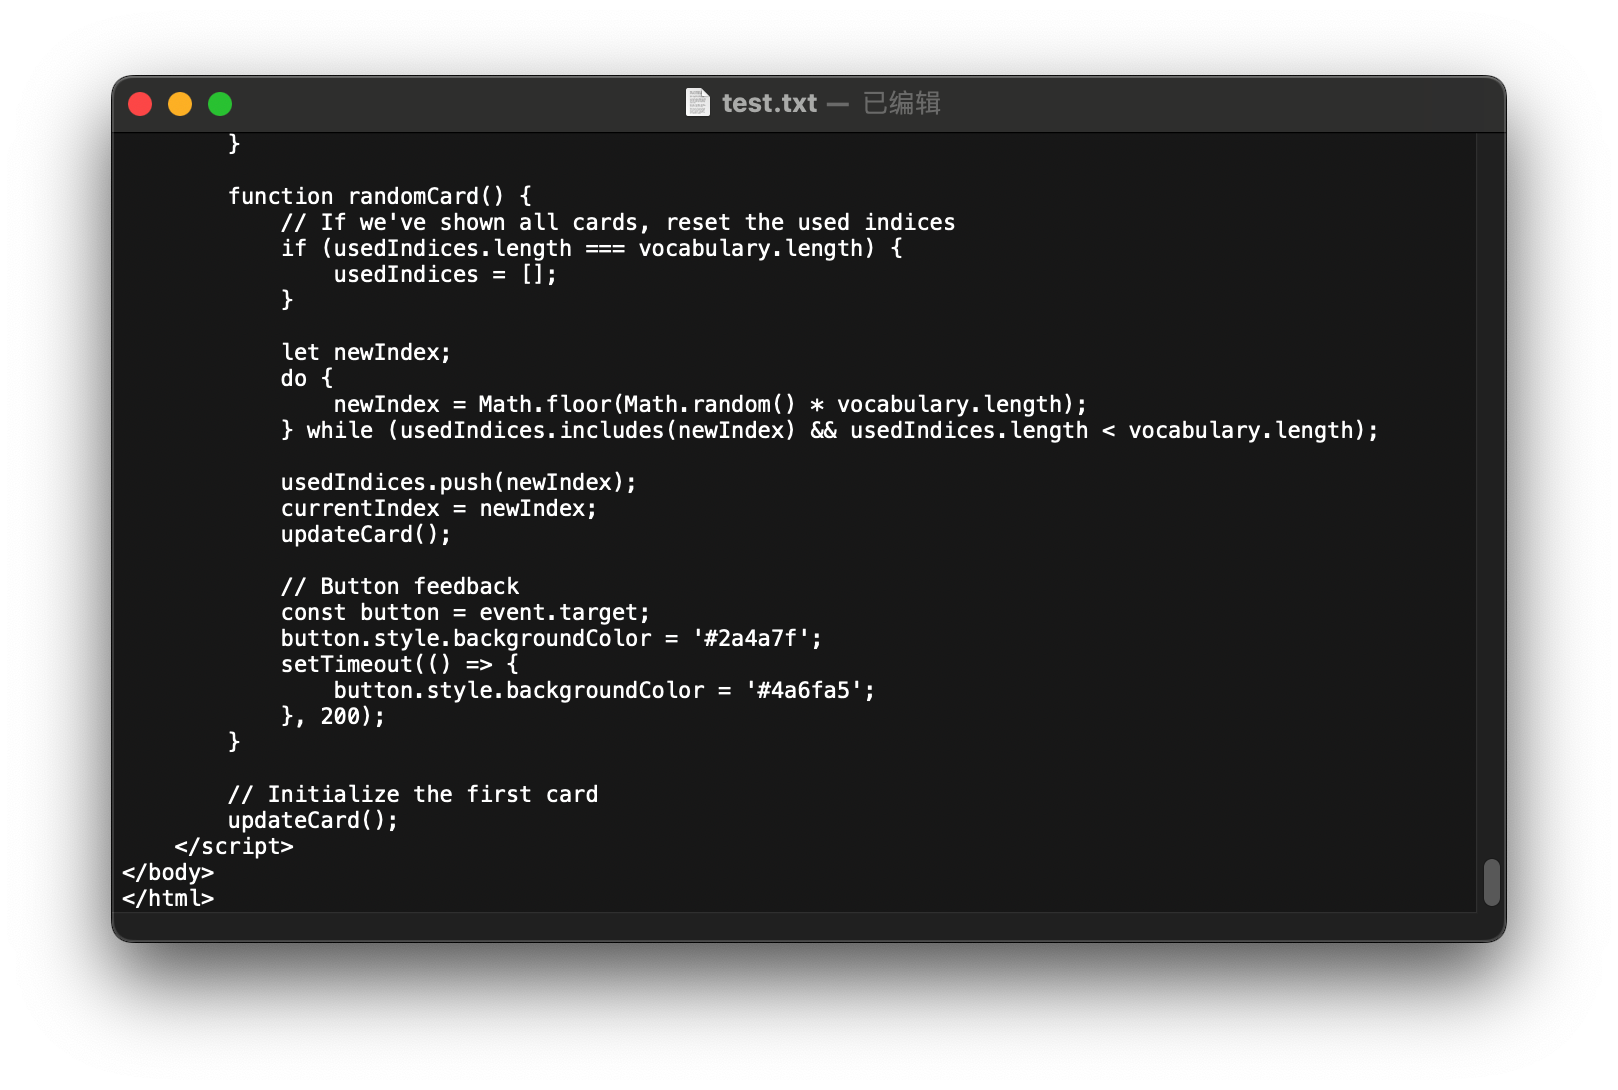 test.txt — 已编辑
        }

        function randomCard() {
            // If we've shown all cards, reset the used indices
            if (usedIndices.length === vocabulary.length) {
                usedIndices = [];
            }

            let newIndex;
            do {
                newIndex = Math.floor(Math.random() * vocabulary.length);
            } while (usedIndices.includes(newIndex) && usedIndices.length < vocabulary.length);

            usedIndices.push(newIndex);
            currentIndex = newIndex;
            updateCard();

            // Button feedback
            const button = event.target;
            button.style.backgroundColor = '#2a4a7f';
            setTimeout(() => {
                button.style.backgroundColor = '#4a6fa5';
            }, 200);
        }

        // Initialize the first card
        updateCard();
    </script>
</body>
</html>